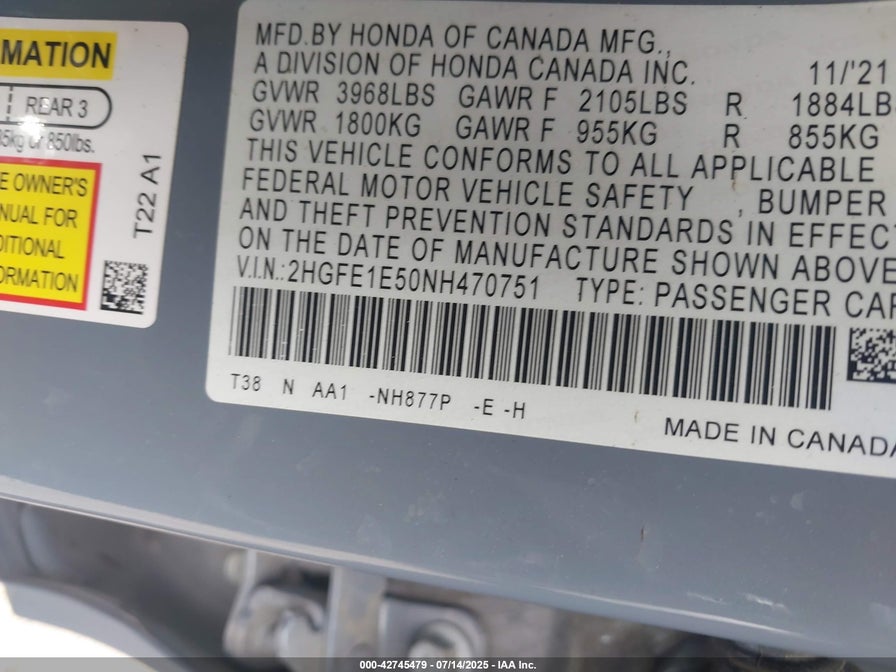 MATION
REAR 3
850lbs.
E OWNER'S
NUAL FOR
DITIONAL
ORMATION
T22 A1
MFD.BY HONDA OF CANADA MFG.,
A DIVISION OF HONDA CANADA INC. 11/'21
GVWR 3968LBS GAWR F 2105LBS R 1884LB
GVWR 1800KG GAWR F 955KG R 855KG
THIS VEHICLE CONFORMS TO ALL APPLICABLE
FEDERAL MOTOR VEHICLE SAFETY , BUMPER
AND THEFT PREVENTION STANDARDS IN EFFECT
ON THE DATE OF MANUFACTURE SHOWN ABOVE
V.I.N.:2HGFE1E50NH470751 TYPE: PASSENGER CAR
T38 N AA1 -NH877P -E -H
MADE IN CANADA
000-42745479 - 07/14/2025 - IAA Inc.